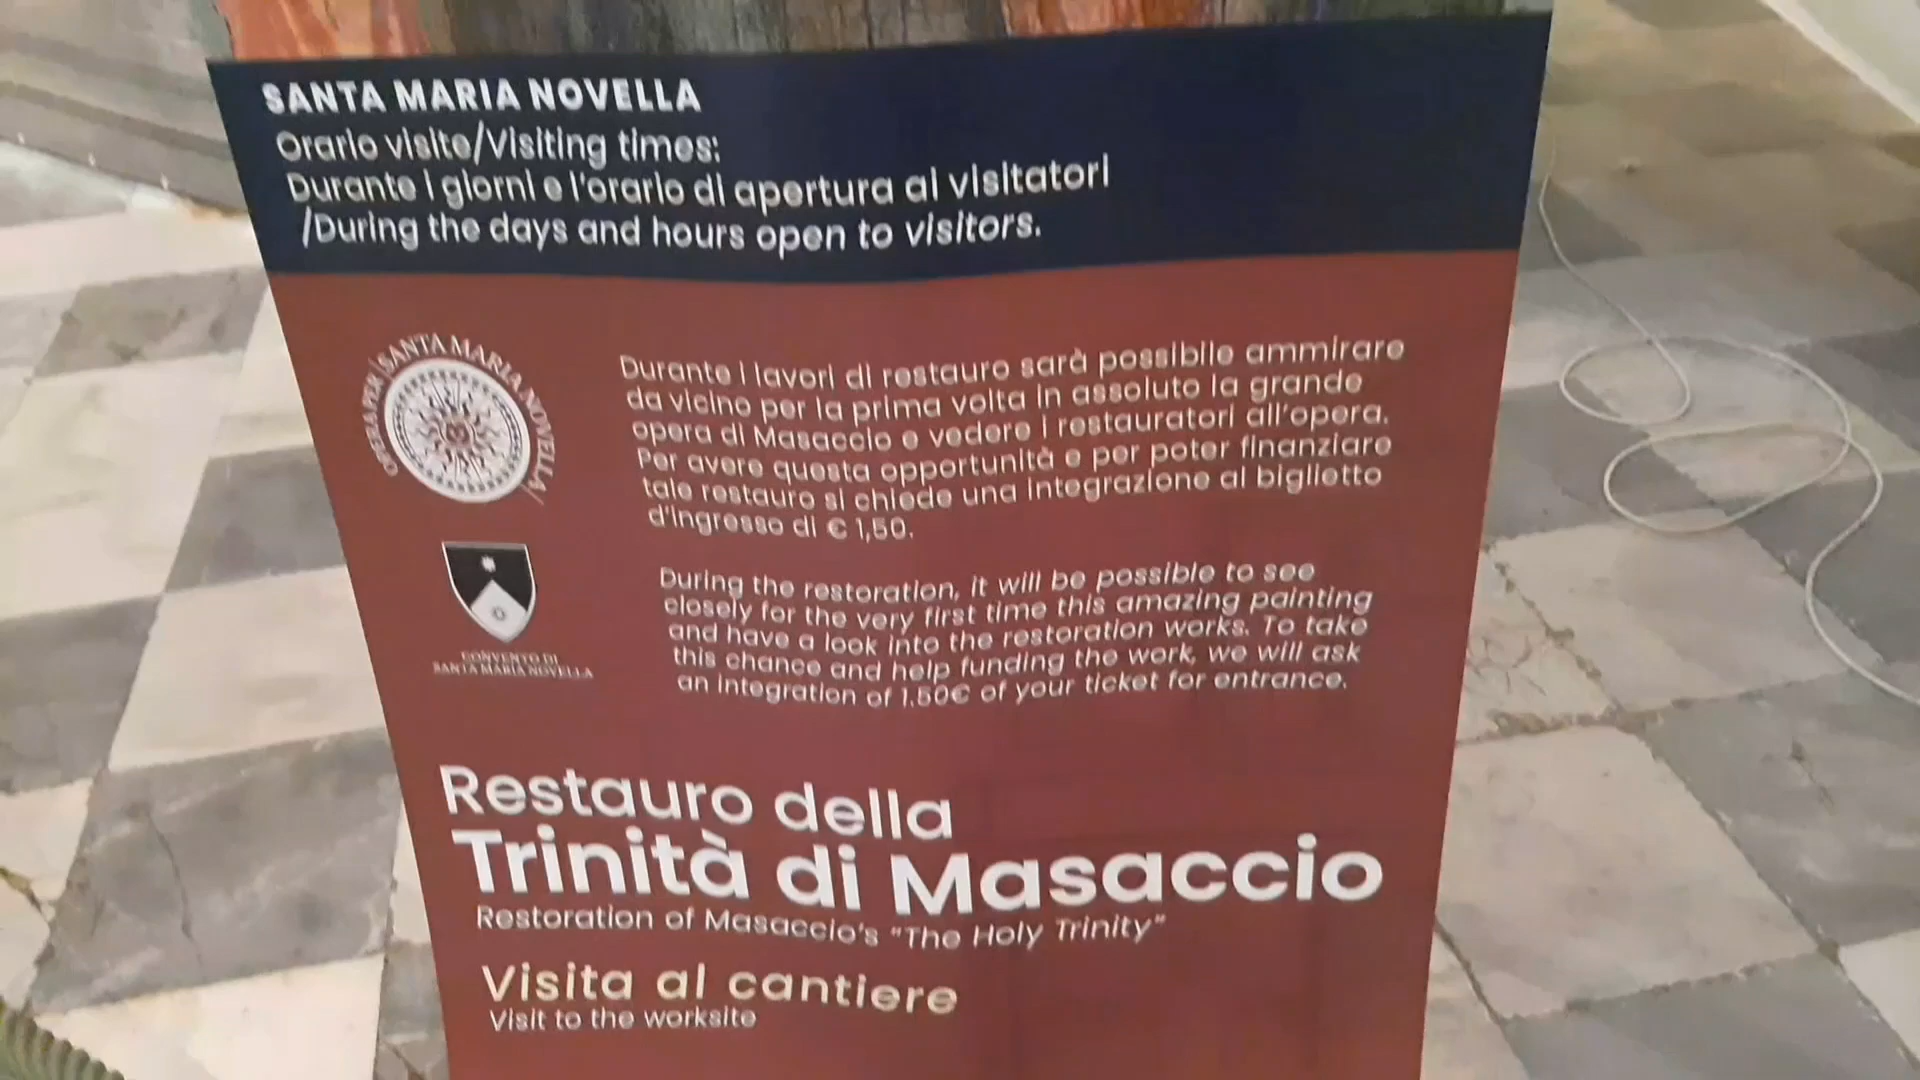 SANTA MARIA NOVELLA
Orario visite/Visiting times:
Durante i giorni e l'orario di apertura ai visitatori
/During the days and hours open to visitors.
OPERA PER SANTA MARIA NOVELLA
Durante i lavori di restauro sarà possibile ammirare
da vicino per la prima volta in assoluto la grande
opera di Masaccio e vedere i restauratori all'opera.
Per avere questa opportunità e per poter finanziare
tale restauro si chiede una integrazione al biglietto
d'ingresso di € 1,50.
CONVENTO DI
SANTA MARIA NOVELLA
During the restoration, it will be possible to see
closely for the very first time this amazing painting
and have a look into the restoration works. To take
this chance and help funding the work, we will ask
an integration of 1.50€ of your ticket for entrance.
Restauro della
Trinità di Masaccio
Restoration of Masaccio's "The Holy Trinity"
Visita al cantiere
Visit to the worksite